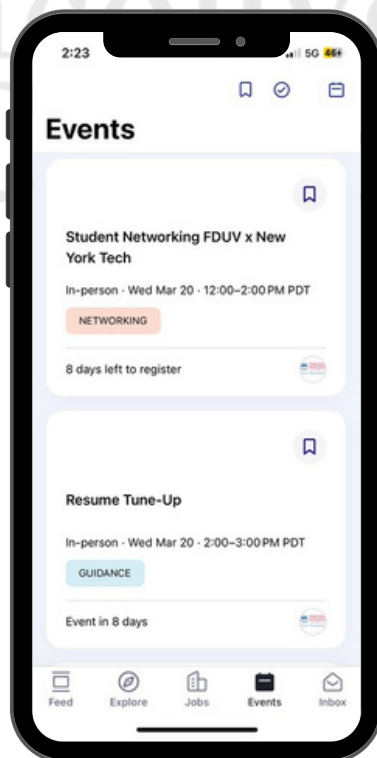 2:23
5G 46
Events
Student Networking FDUV x New
York Tech
In-person · Wed Mar 20 · 12:00–2:00 PM PDT
NETWORKING
8 days left to register
Resume Tune-Up
In-person · Wed Mar 20 · 2:00–3:00 PM PDT
GUIDANCE
Event in 8 days
Feed Explore Jobs Events Inbox